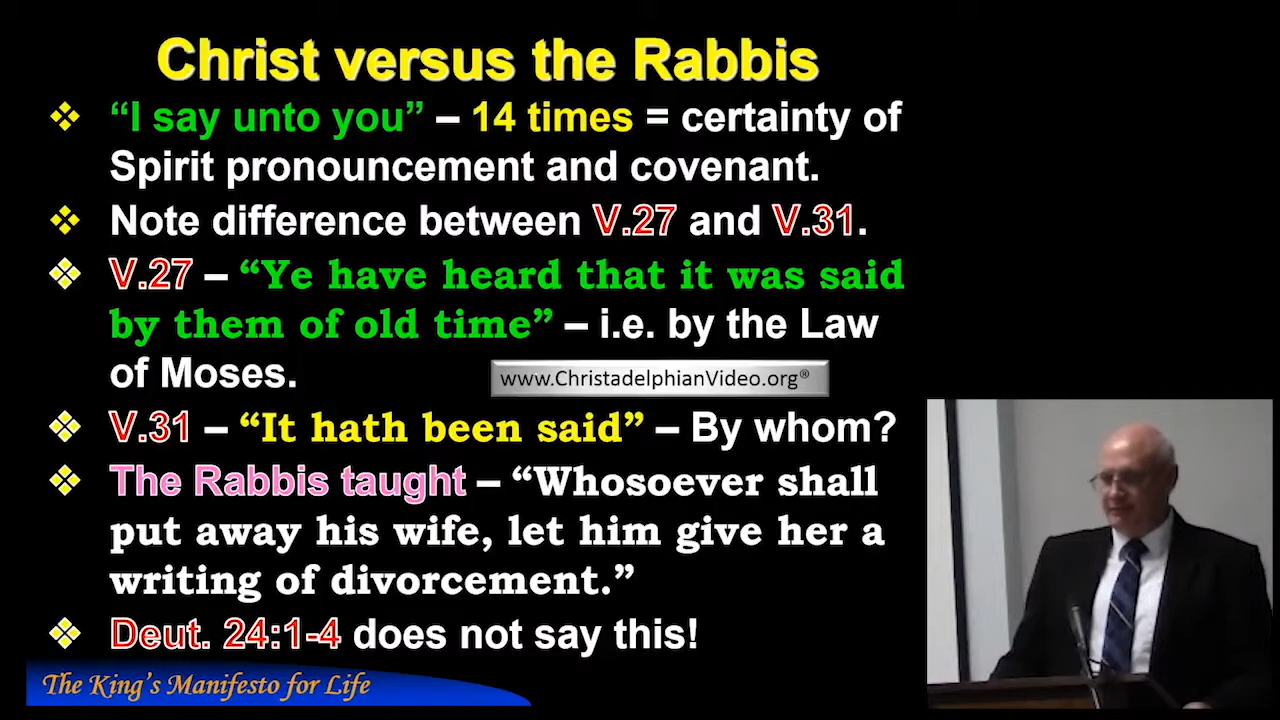 Christ versus the Rabbis
❖ “I say unto you” – 14 times = certainty of
Spirit pronouncement and covenant.
❖ Note difference between V.27 and V.31.
❖ V.27 – “Ye have heard that it was said
by them of old time” – i.e. by the Law
of Moses.
www.ChristadelphianVideo.org®
❖ V.31 – “It hath been said” – By whom?
❖ The Rabbis taught – “Whosoever shall
put away his wife, let him give her a
writing of divorcement.”
❖ Deut. 24:1-4 does not say this!
The King's Manifesto for Life